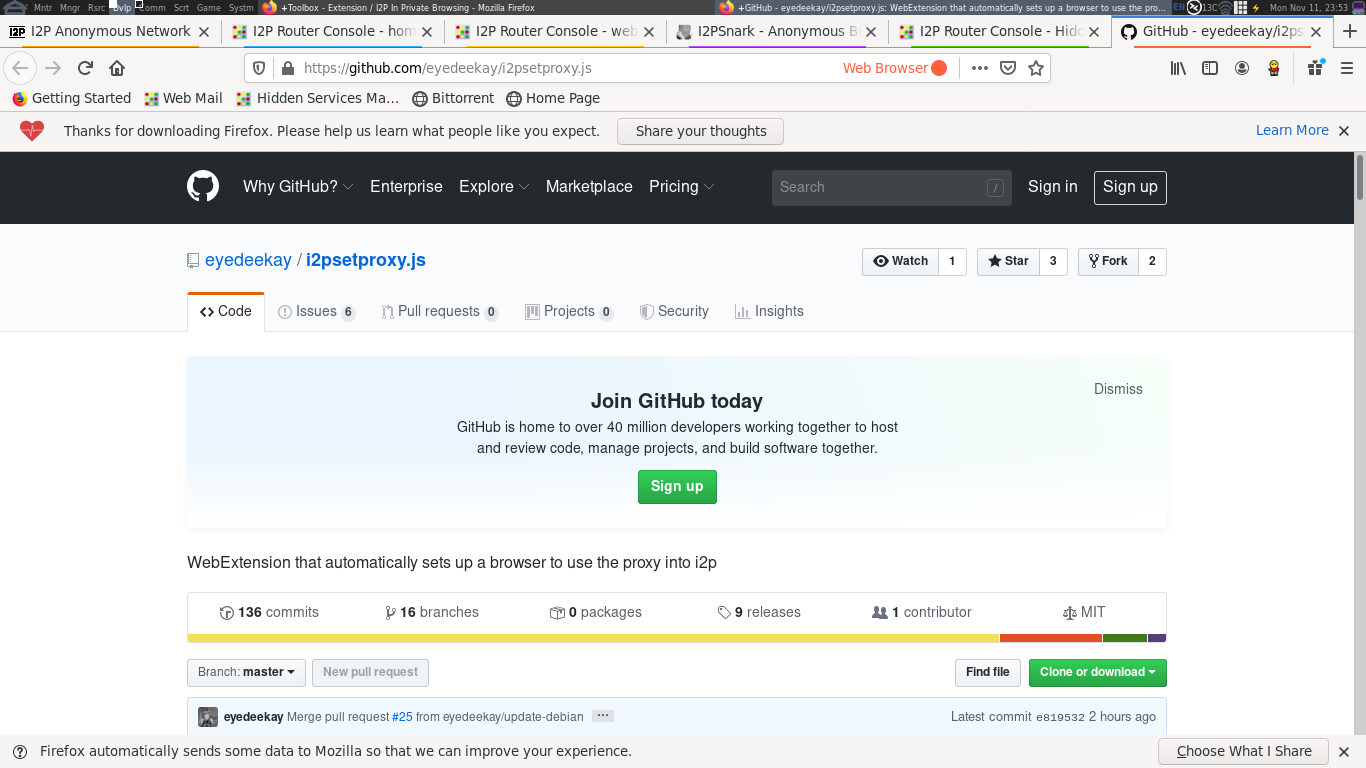 Mntr Mngr Rsrc Dvlp Comm Scrt Game Systm +Toolbox - Extension / I2P In Private Browsing - Mozilla Firefox +GitHub - eyedeekay/i2psetproxy.js: WebExtension that automatically sets up a browser to use the pro... EN 13C Mon Nov 11, 23:53
I2P Anonymous Network I2P Router Console - hom I2P Router Console - web I2PSnark - Anonymous B I2P Router Console - Hidd GitHub - eyedeekay/i2ps
https://github.com/eyedeekay/i2psetproxy.js Web Browser
Getting Started Web Mail Hidden Services Ma... Bittorrent Home Page
Thanks for downloading Firefox. Please help us learn what people like you expect. Share your thoughts Learn More
Why GitHub? Enterprise Explore Marketplace Pricing Search / Sign in Sign up
eyedeekay / i2psetproxy.js Watch 1 Star 3 Fork 2
Code Issues 6 Pull requests 0 Projects 0 Security Insights
Dismiss
Join GitHub today
GitHub is home to over 40 million developers working together to host
and review code, manage projects, and build software together.
Sign up
WebExtension that automatically sets up a browser to use the proxy into i2p
136 commits 16 branches 0 packages 9 releases 1 contributor MIT
Branch: master New pull request Find file Clone or download
eyedeekay Merge pull request #25 from eyedeekay/update-debian ... Latest commit e819532 2 hours ago
Firefox automatically sends some data to Mozilla so that we can improve your experience. Choose What I Share